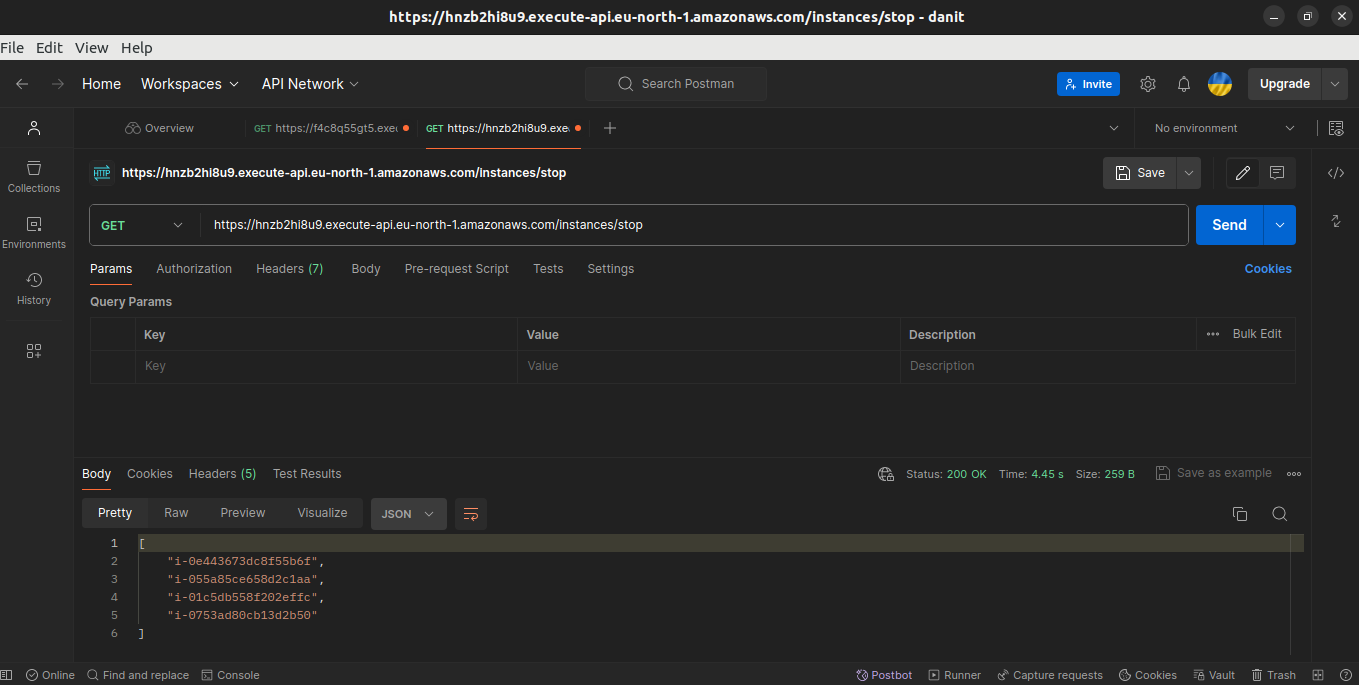 https://hnzb2hi8u9.execute-api.eu-north-1.amazonaws.com/instances/stop - danit
File Edit View Help
Home Workspaces API Network Search Postman Invite Upgrade
Overview GET https://f4c8q55gt5.exec GET https://hnzb2hi8u9.exe No environment
HTTP https://hnzb2hi8u9.execute-api.eu-north-1.amazonaws.com/instances/stop Save
Collections
GET https://hnzb2hi8u9.execute-api.eu-north-1.amazonaws.com/instances/stop Send
Environments
Params Authorization Headers (7) Body Pre-request Script Tests Settings Cookies
History
Query Params
Key Value Description Bulk Edit
Key Value Description
Body Cookies Headers (5) Test Results Status: 200 OK Time: 4.45 s Size: 259 B Save as example
Pretty Raw Preview Visualize JSON
1 [
2 "i-0e443673dc8f55b6f",
3 "i-055a85ce658d2c1aa",
4 "i-01c5db558f202effc",
5 "i-0753ad80cb13d2b50"
6 ]
Online Find and replace Console Postbot Runner Capture requests Cookies Vault Trash